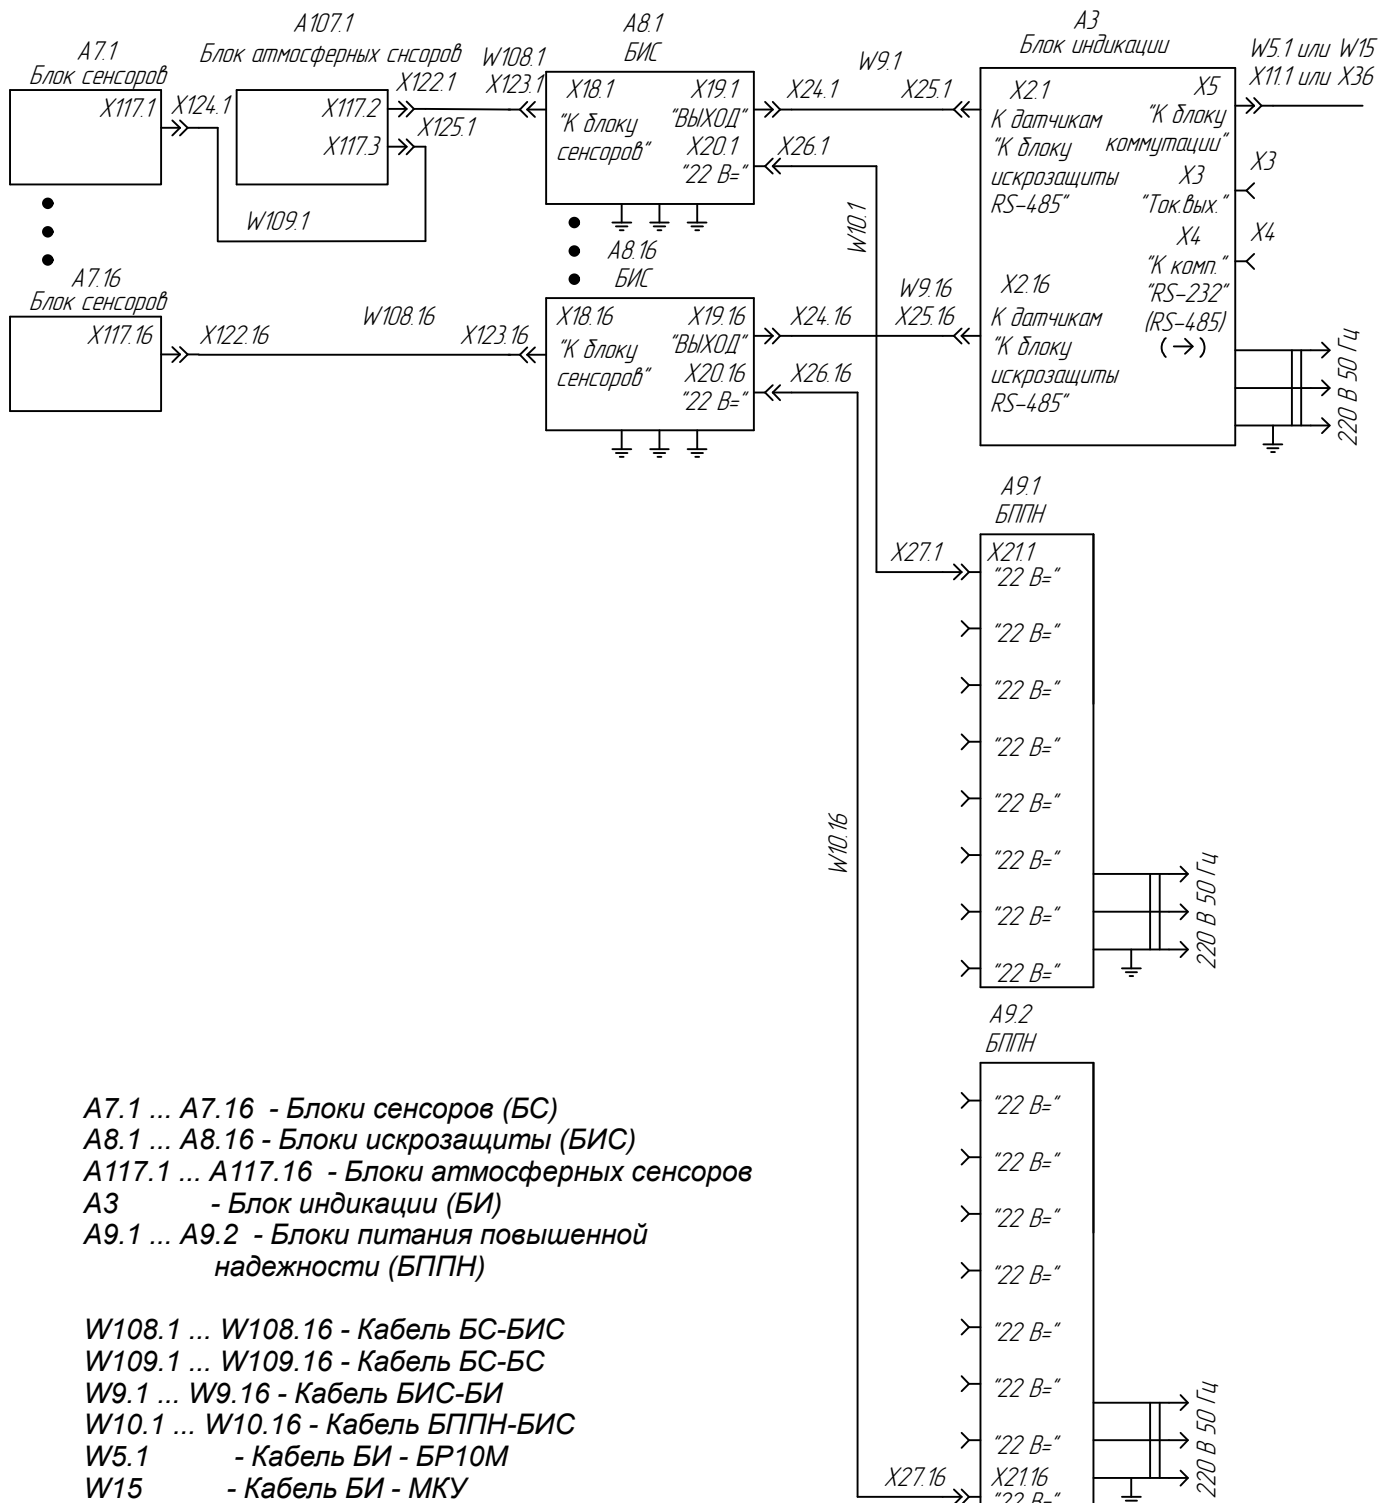 A7.1
Блок сенсоров
X117.1
X124.1
A107.1
Блок атмосферных снсоров
X117.2
X117.3
X122.1
X125.1
W109.1
W108.1
X123.1
A8.1
БИС
X18.1
"К блоку
сенсоров"
X19.1
"ВЫХОД"
X20.1
"22 В="
X24.1
X26.1
W9.1
X25.1
W10.1
A3
Блок индикации
X2.1
К датчикам
"К блоку
искрозащиты
RS-485"
X5
"К блоку
коммутации"
X3
"Ток.вых."
X4
"К комп."
"RS-232"
(RS-485)
(→)
W5.1 или W15
X11.1 или X36
X3
X4
220 В 50 Гц
A7.16
Блок сенсоров
X117.16
X122.16
W108.16
X123.16
A8.16
БИС
X18.16
"К блоку
сенсоров"
X19.16
"ВЫХОД"
X20.16
"22 В="
X24.16
X26.16
W9.16
X25.16
X2.16
К датчикам
"К блоку
искрозащиты
RS-485"
A9.1
БППН
X27.1
X21.1
"22 В="
"22 В="
"22 В="
"22 В="
"22 В="
"22 В="
"22 В="
"22 В="
220 В 50 Гц
W10.16
A9.2
БППН
"22 В="
"22 В="
"22 В="
"22 В="
"22 В="
"22 В="
"22 В="
X27.16
X21.16
"22 В="
220 В 50 Гц
A7.1 ... A7.16 - Блоки сенсоров (БС)
A8.1 ... A8.16 - Блоки искрозащиты (БИС)
A117.1 ... A117.16 - Блоки атмосферных сенсоров
A3 - Блок индикации (БИ)
A9.1 ... A9.2 - Блоки питания повышенной
надежности (БППН)
W108.1 ... W108.16 - Кабель БС-БИС
W109.1 ... W109.16 - Кабель БС-БС
W9.1 ... W9.16 - Кабель БИС-БИ
W10.1 ... W10.16 - Кабель БППН-БИС
W5.1 - Кабель БИ - БР10М
W15 - Кабель БИ - МКУ